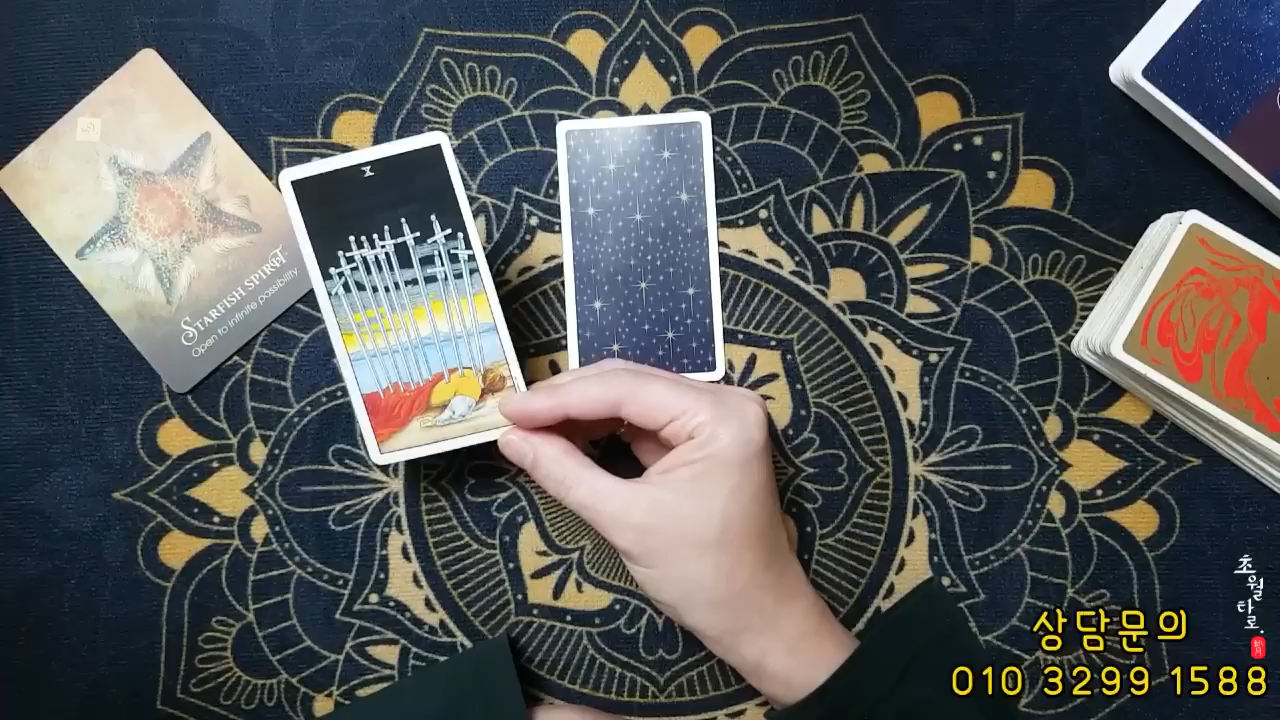 STARFISH SPIRIT
Open to infinite possibility
X
초월
타로.
상담문의
010 3299 1588